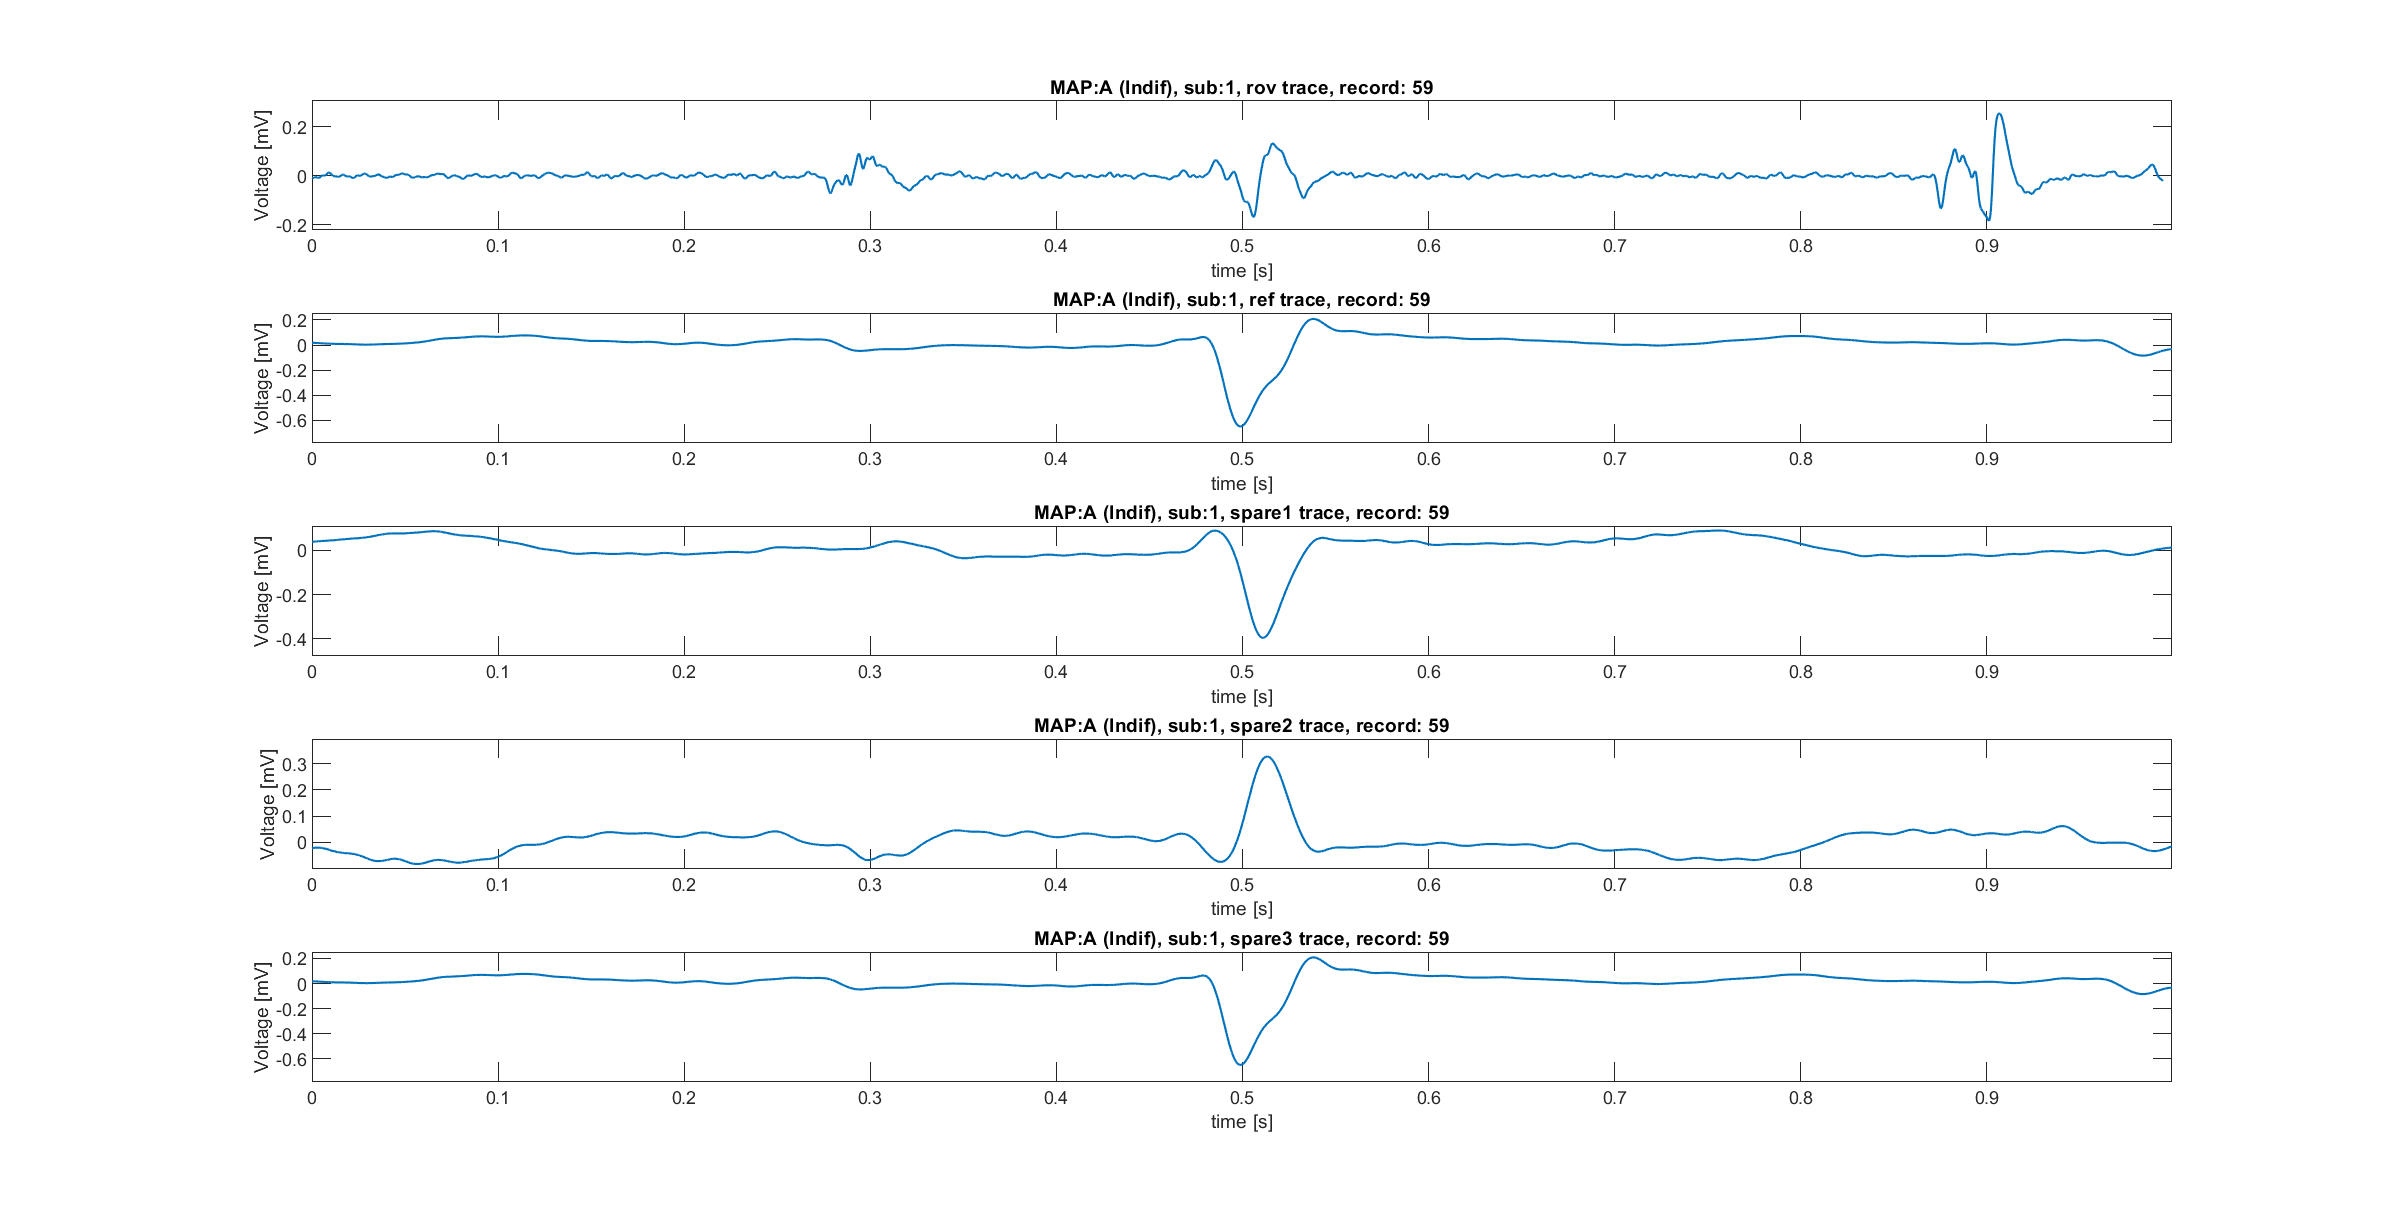 MAP:A (Indif), sub:1, rov trace, record: 59
Voltage [mV]
0.2
0
-0.2
0 0.1 0.2 0.3 0.4 0.5 0.6 0.7 0.8 0.9
time [s]
MAP:A (Indif), sub:1, ref trace, record: 59
Voltage [mV]
0.2
0
-0.2
-0.4
-0.6
0 0.1 0.2 0.3 0.4 0.5 0.6 0.7 0.8 0.9
time [s]
MAP:A (Indif), sub:1, spare1 trace, record: 59
Voltage [mV]
0
-0.2
-0.4
0 0.1 0.2 0.3 0.4 0.5 0.6 0.7 0.8 0.9
time [s]
MAP:A (Indif), sub:1, spare2 trace, record: 59
Voltage [mV]
0.3
0.2
0.1
0
0 0.1 0.2 0.3 0.4 0.5 0.6 0.7 0.8 0.9
time [s]
MAP:A (Indif), sub:1, spare3 trace, record: 59
Voltage [mV]
0.2
0
-0.2
-0.4
-0.6
0 0.1 0.2 0.3 0.4 0.5 0.6 0.7 0.8 0.9
time [s]